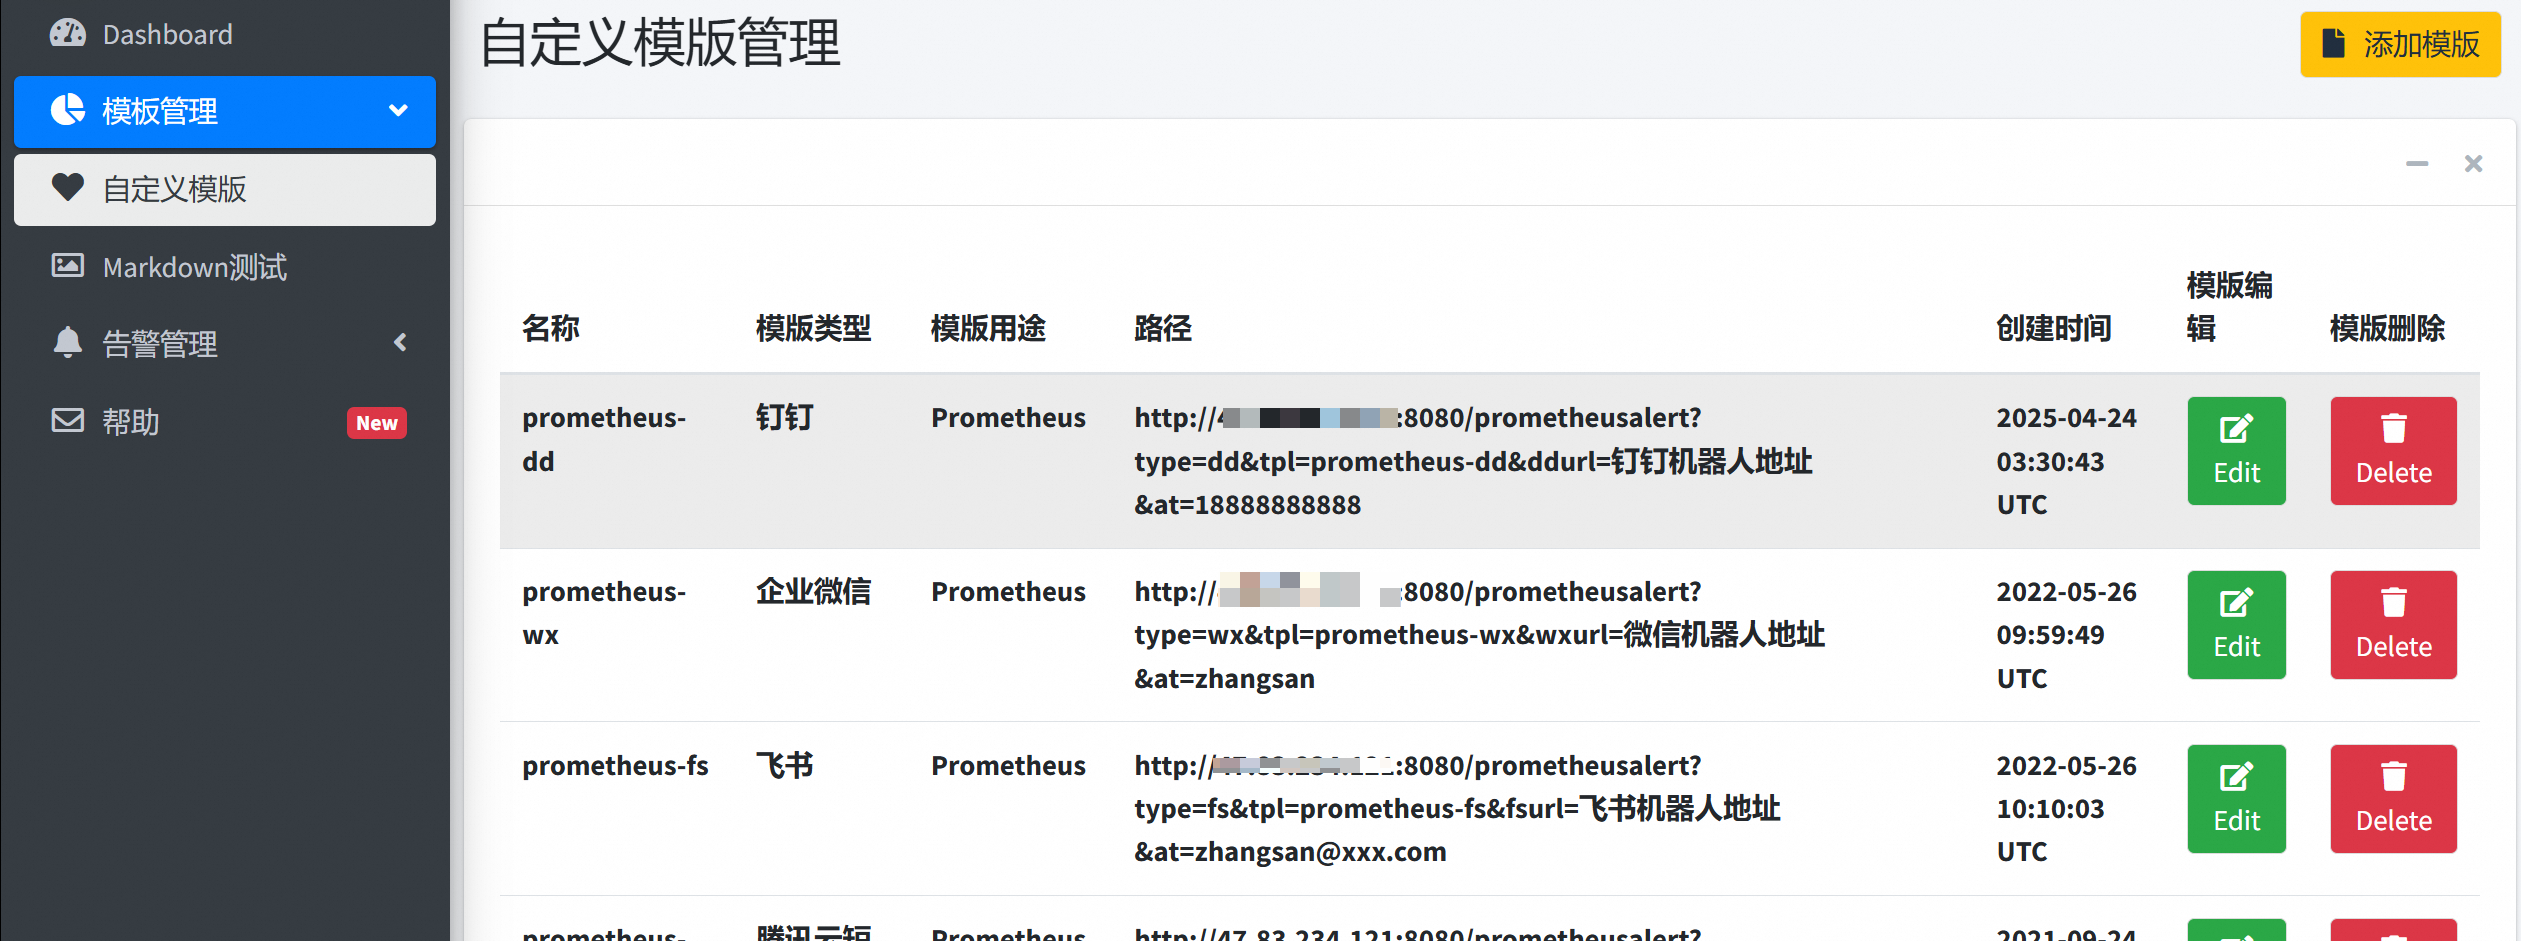 Dashboard
自定义模版管理
添加模版
模板管理
自定义模版
Markdown测试
告警管理
帮助
New
名称
模版类型
模版用途
路径
创建时间
模版编
辑
模版删除
prometheus-
dd
钉钉
Prometheus
http://4 :8080/prometheusalert?
type=dd&tpl=prometheus-dd&ddurl=钉钉机器人地址
&at=18888888888
2025-04-24
03:30:43
UTC
Edit
Delete
prometheus-
wx
企业微信
Prometheus
http:// :8080/prometheusalert?
type=wx&tpl=prometheus-wx&wxurl=微信机器人地址
&at=zhangsan
2022-05-26
09:59:49
UTC
Edit
Delete
prometheus-fs
飞书
Prometheus
http:// :8080/prometheusalert?
type=fs&tpl=prometheus-fs&fsurl=飞书机器人地址
&at=zhangsan@xxx.com
2022-05-26
10:10:03
UTC
Edit
Delete
prometheus-
腾讯云短
Prometheus
http://47.83.234.121:8080/prometheusalert?
2021-09-24